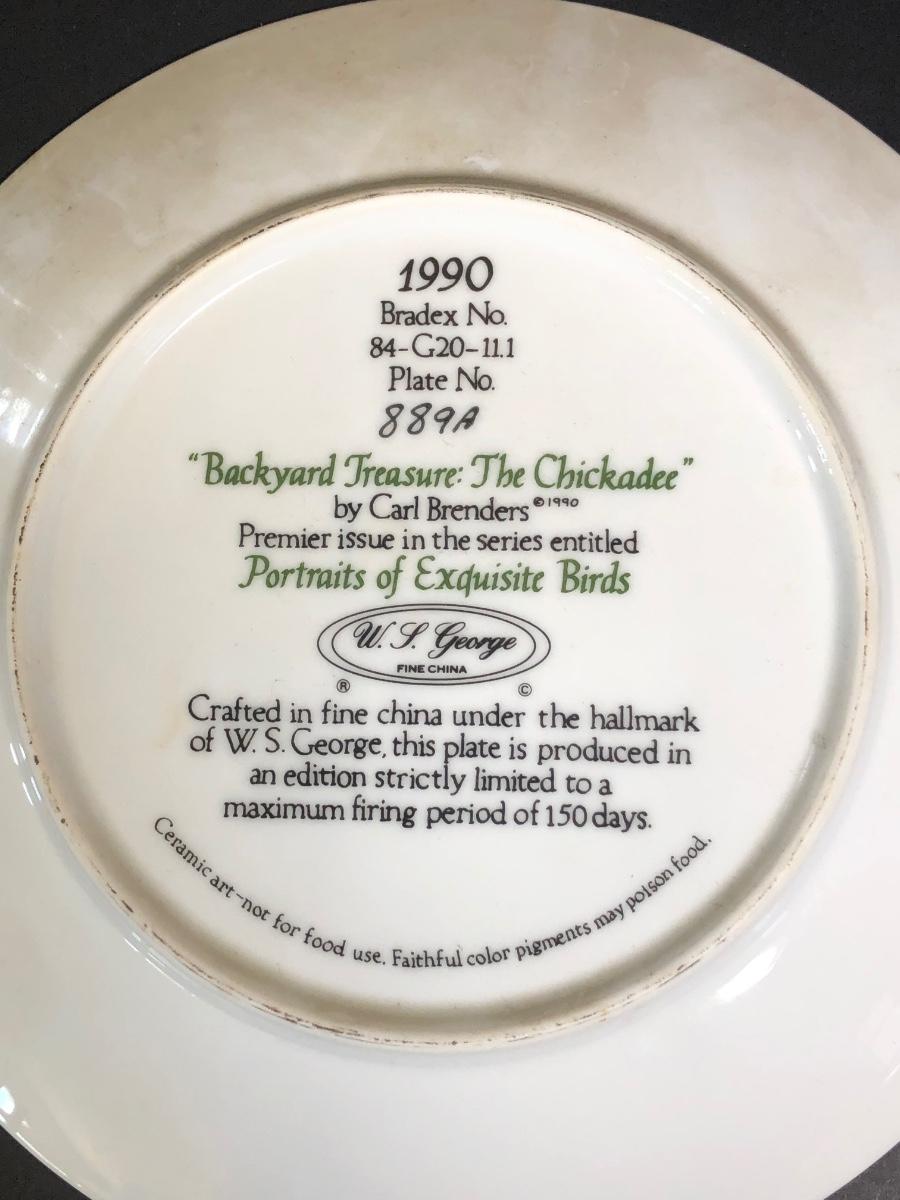 1990
Bradex No.
84-G20-11.1
Plate No.
889A
"Backyard Treasure: The Chickadee"
by Carl Brenders ©1990
Premier issue in the series entitled
Portraits of Exquisite Birds
W. S. George
FINE CHINA
® ©
Crafted in fine china under the hallmark
of W. S. George, this plate is produced in
an edition strictly limited to a
maximum firing period of 150 days.
Ceramic art-not for food use. Faithful color pigments may poison food.